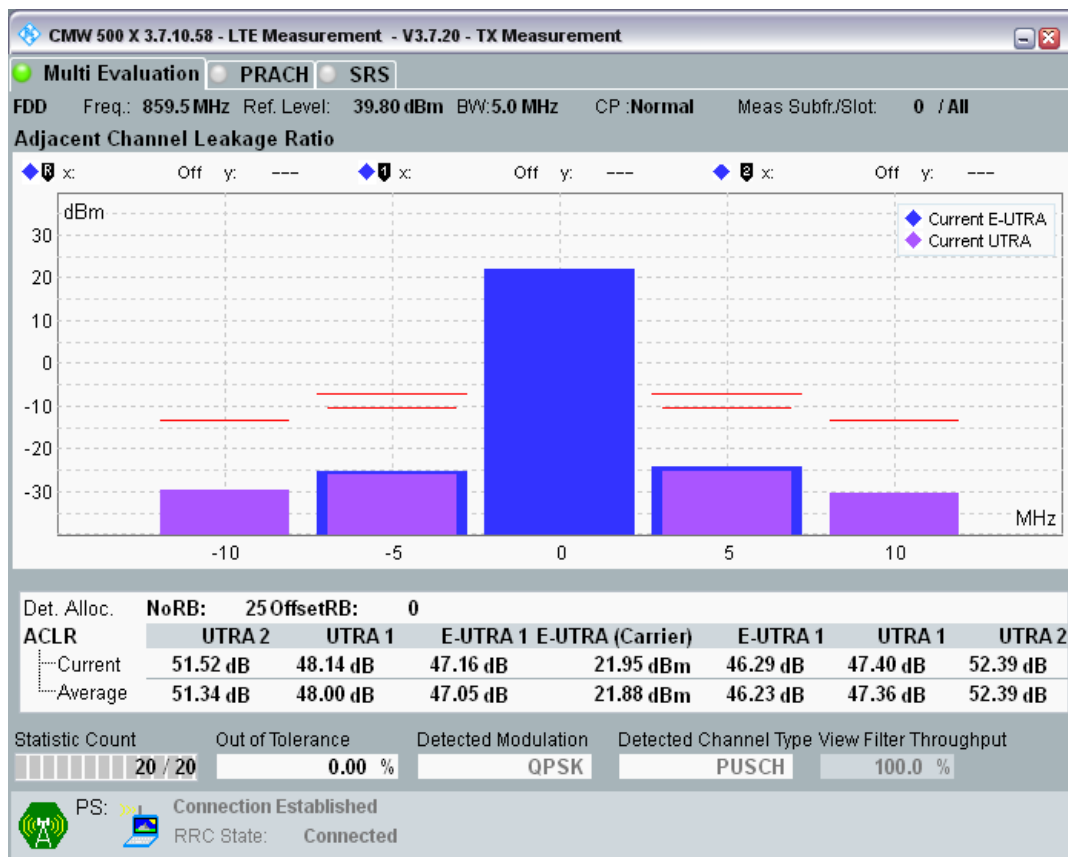 CMW 500 X 3.7.10.58 - LTE Measurement - V3.7.20 - TX Measurement
Multi Evaluation PRACH SRS
FDD Freq.: 859.5 MHz Ref. Level: 39.80 dBm BW:5.0 MHz CP :Normal Meas Subfr./Slot: 0 / All
Adjacent Channel Leakage Ratio
R x: Off y: --- 1 x: Off y: --- 2 x: Off y: ---
dBm
Current E-UTRA
Current UTRA
30
20
10
0
-10
-20
-30
MHz
-10 -5 0 5 10
Det. Alloc. NoRB: 25 OffsetRB: 0
ACLR UTRA 2 UTRA 1 E-UTRA 1 E-UTRA (Carrier) E-UTRA 1 UTRA 1 UTRA 2
Current 51.52 dB 48.14 dB 47.16 dB 21.95 dBm 46.29 dB 47.40 dB 52.39 dB
Average 51.34 dB 48.00 dB 47.05 dB 21.88 dBm 46.23 dB 47.36 dB 52.39 dB
Statistic Count Out of Tolerance Detected Modulation Detected Channel Type View Filter Throughput
20 / 20 0.00 % QPSK PUSCH 100.0 %
PS: Connection Established
RRC State: Connected